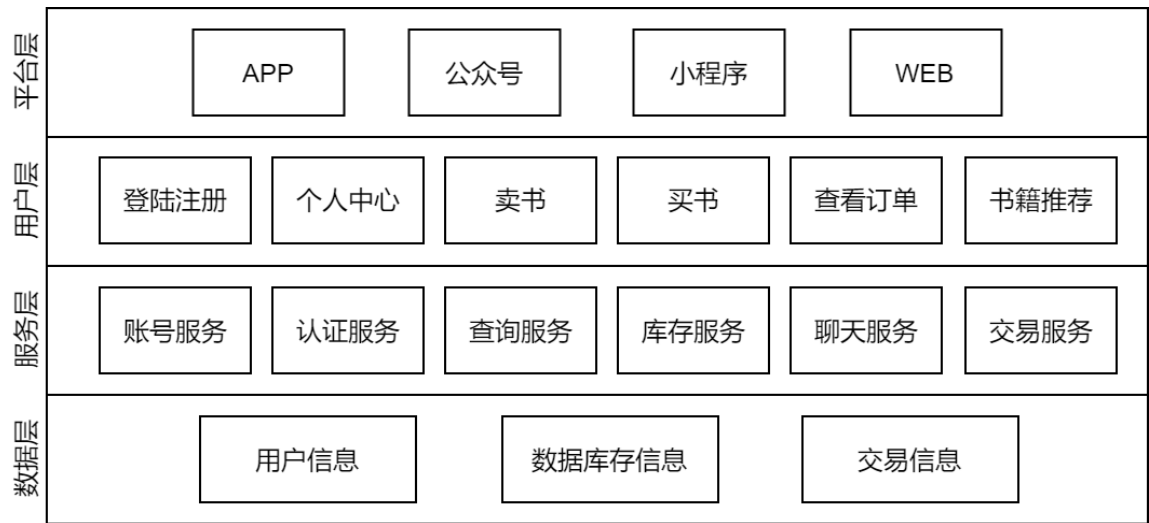 平台层
APP
公众号
小程序
WEB
用户层
登陆注册
个人中心
卖书
买书
查看订单
书籍推荐
服务层
账号服务
认证服务
查询服务
库存服务
聊天服务
交易服务
数据层
用户信息
数据库存信息
交易信息